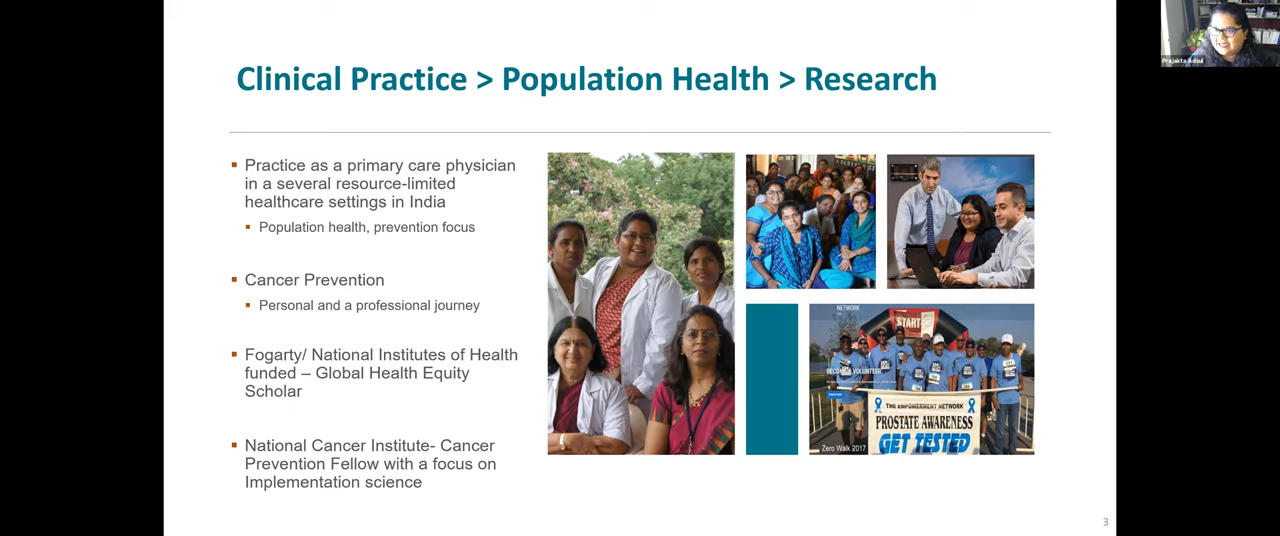 Clinical Practice > Population Health > Research
Practice as a primary care physician
in a several resource-limited
healthcare settings in India
Population health, prevention focus
Cancer Prevention
Personal and a professional journey
Fogarty/ National Institutes of Health
funded – Global Health Equity
Scholar
National Cancer Institute- Cancer
Prevention Fellow with a focus on
Implementation science
NETWORK
START
BECOME A VOLUNTEER
THE EMPOWERMENT NETWORK
PROSTATE AWARENESS
GET TESTED
Zero Walk 2017
Prajakta Adsul
3